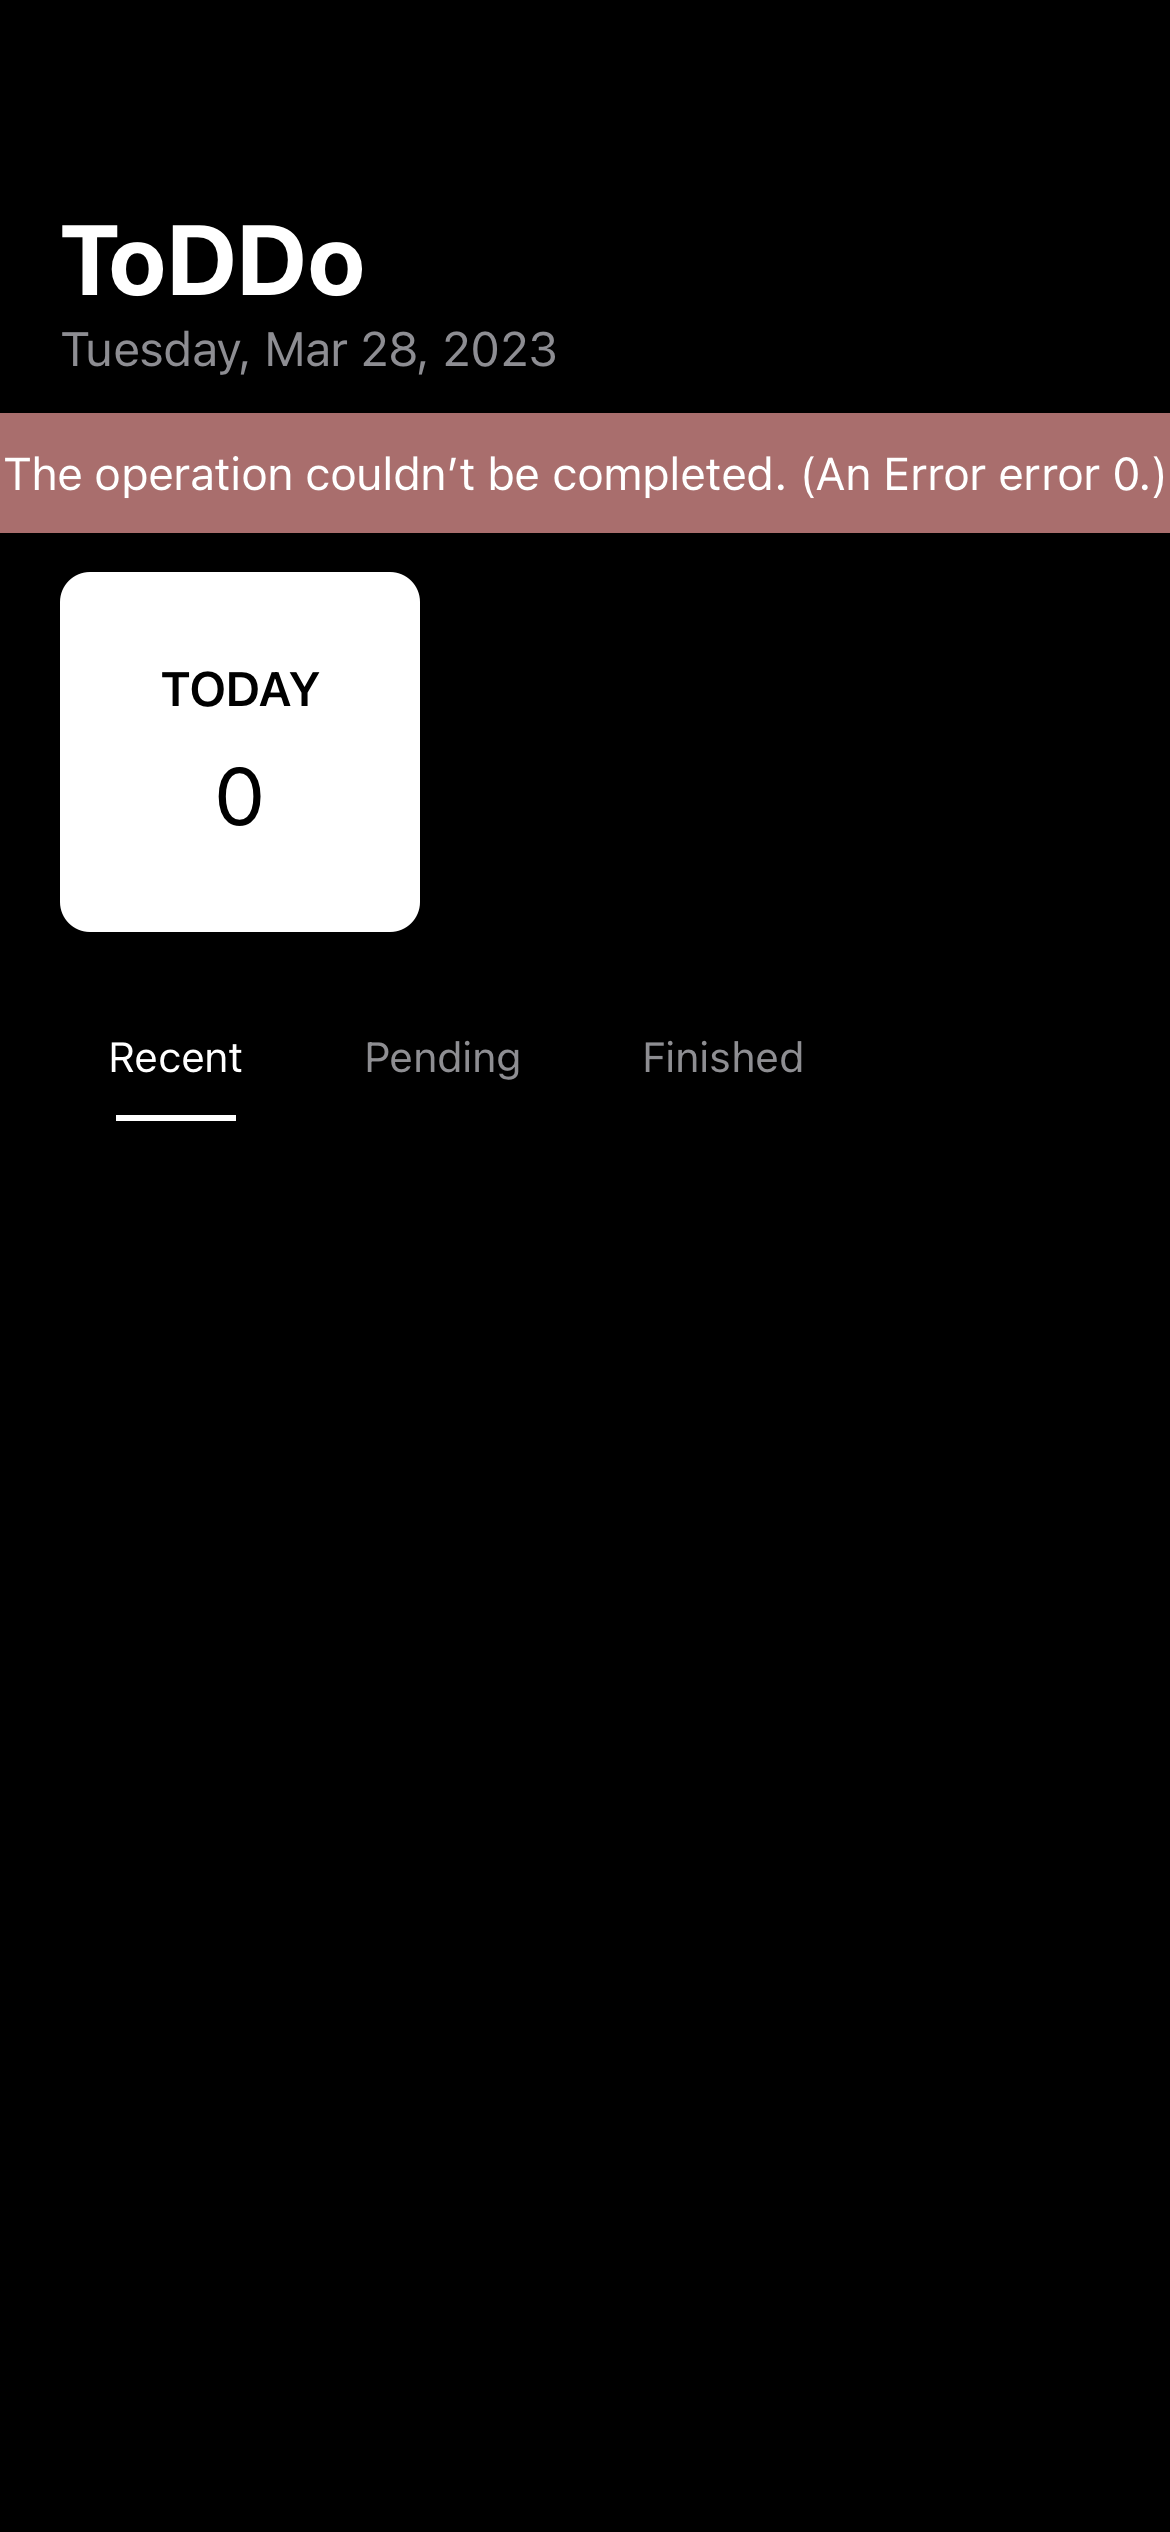 ToDDo
Tuesday, Mar 28, 2023
The operation couldn’t be completed. (An Error error 0.)
TODAY
0
Recent Pending Finished